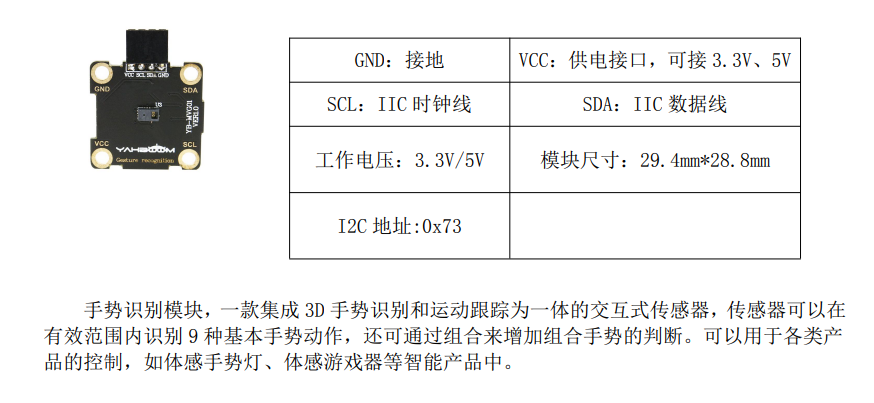 VCC SCL SDA GND
GND
SDA
U3
YB-MVG01
VER1.0
VCC
SCL
YAHBOOM
Gesture recognition
GND：接地
VCC：供电接口，可接 3.3V、5V
SCL：IIC 时钟线
SDA：IIC 数据线
工作电压：3.3V/5V
模块尺寸：29.4mm*28.8mm
I2C 地址:0x73
手势识别模块，一款集成 3D 手势识别和运动跟踪为一体的交互式传感器，传感器可以在
有效范围内识别 9 种基本手势动作，还可通过组合来增加组合手势的判断。可以用于各类产
品的控制，如体感手势灯、体感游戏器等智能产品中。